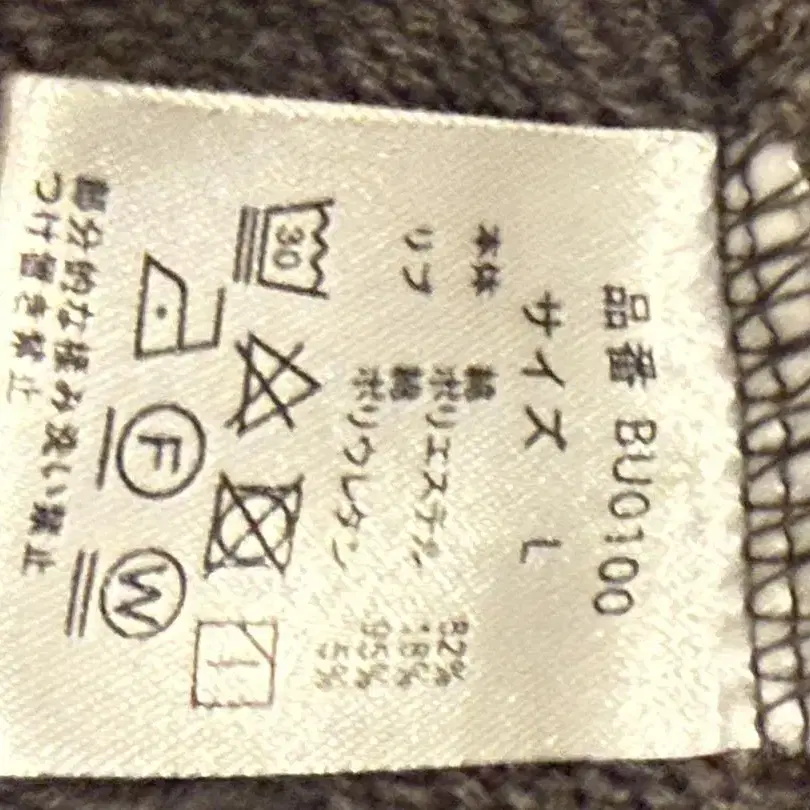 品番 BU0100
サイズ L
本体 綿 82%
ポリエステル 18%
リブ 綿 95%
ポリウレタン 5%
30
F
W
部分的な揉み洗い禁止
つけ置き禁止